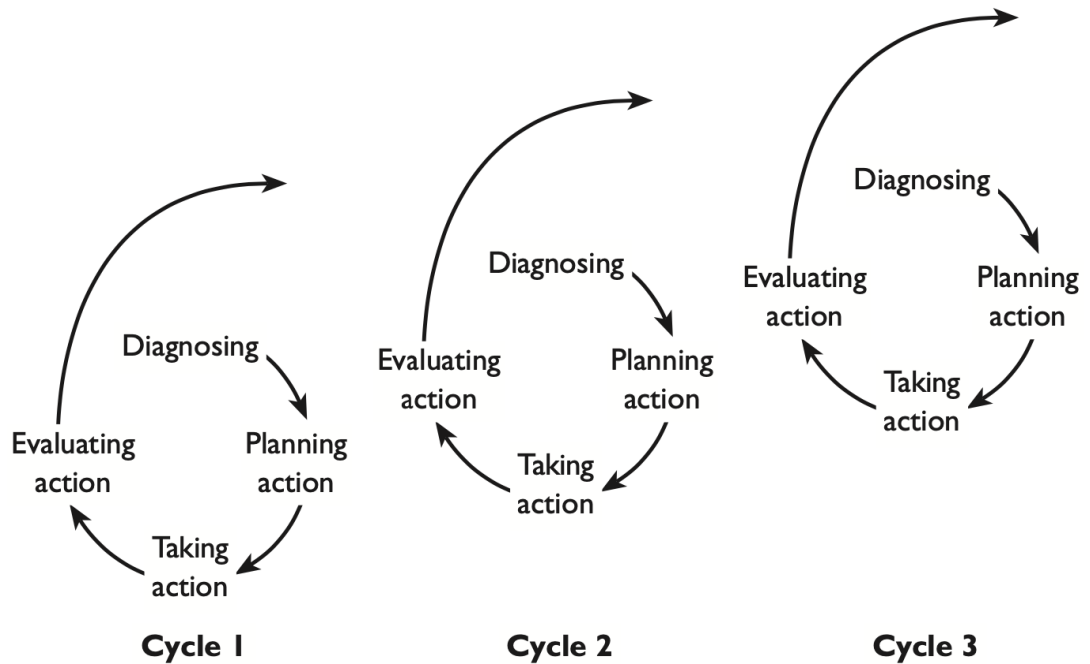 Diagnosing
Planning
action
Taking
action
Evaluating
action
Cycle 1
Diagnosing
Planning
action
Taking
action
Evaluating
action
Cycle 2
Diagnosing
Planning
action
Taking
action
Evaluating
action
Cycle 3